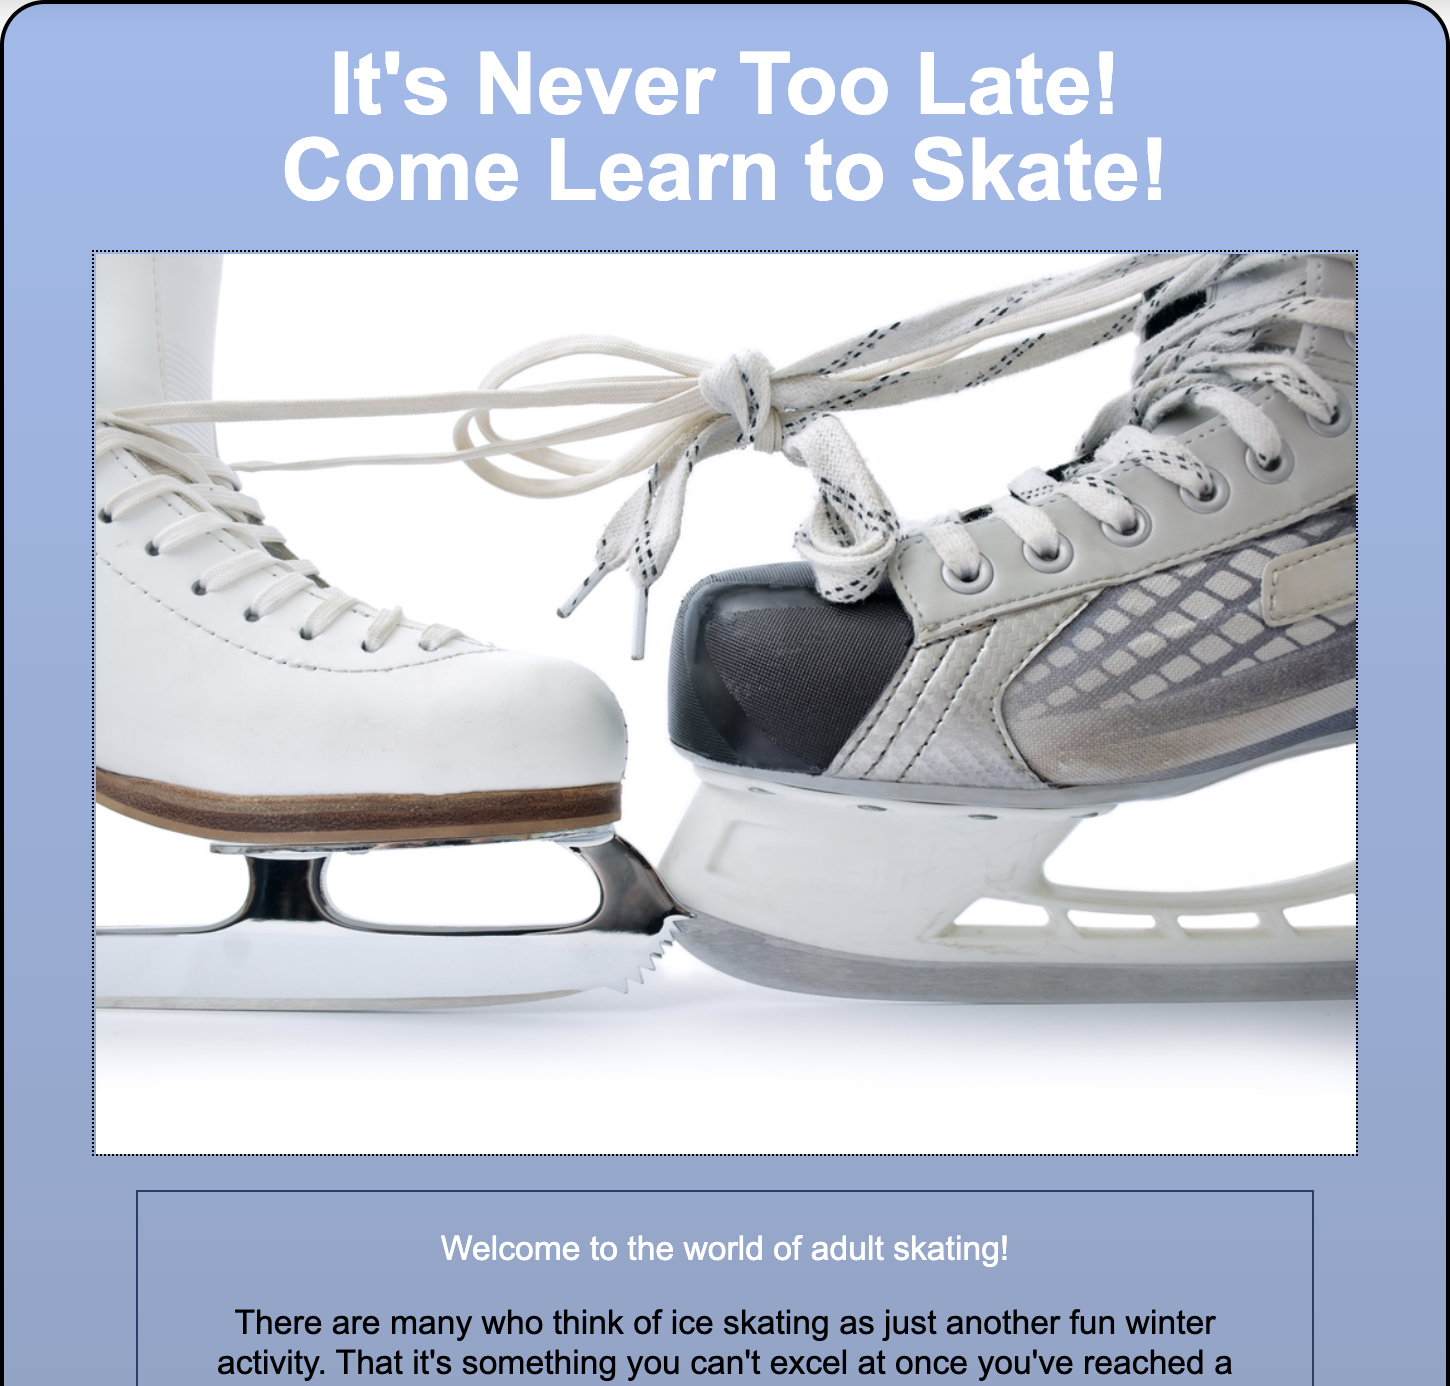 It's Never Too Late!
Come Learn to Skate!
Welcome to the world of adult skating!
There are many who think of ice skating as just another fun winter
activity. That it's something you can't excel at once you've reached a